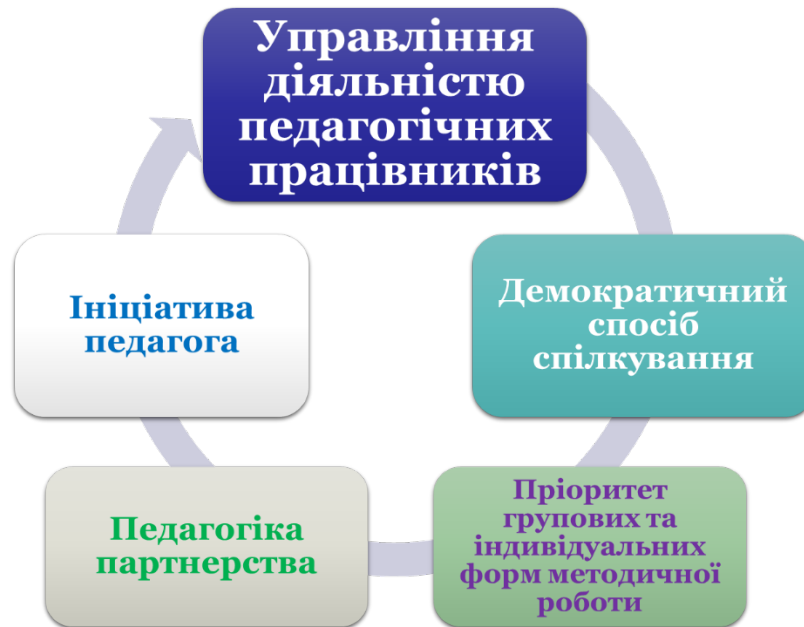 Управління
діяльністю
педагогічних
працівників
Демократичний
спосіб
спілкування
Пріоритет
групових та
індивідуальних
форм методичної
роботи
Педагогіка
партнерства
Ініціатива
педагога